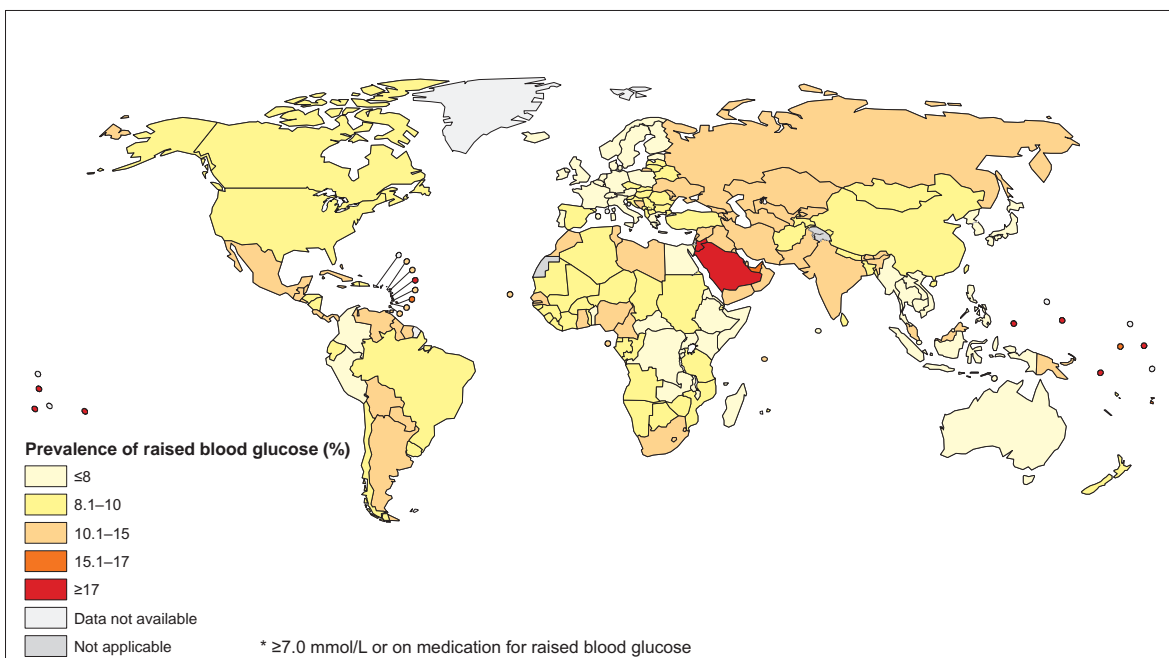 Prevalence of raised blood glucose (%)
≤8
8.1–10
10.1–15
15.1–17
≥17
Data not available
Not applicable
* ≥7.0 mmol/L or on medication for raised blood glucose